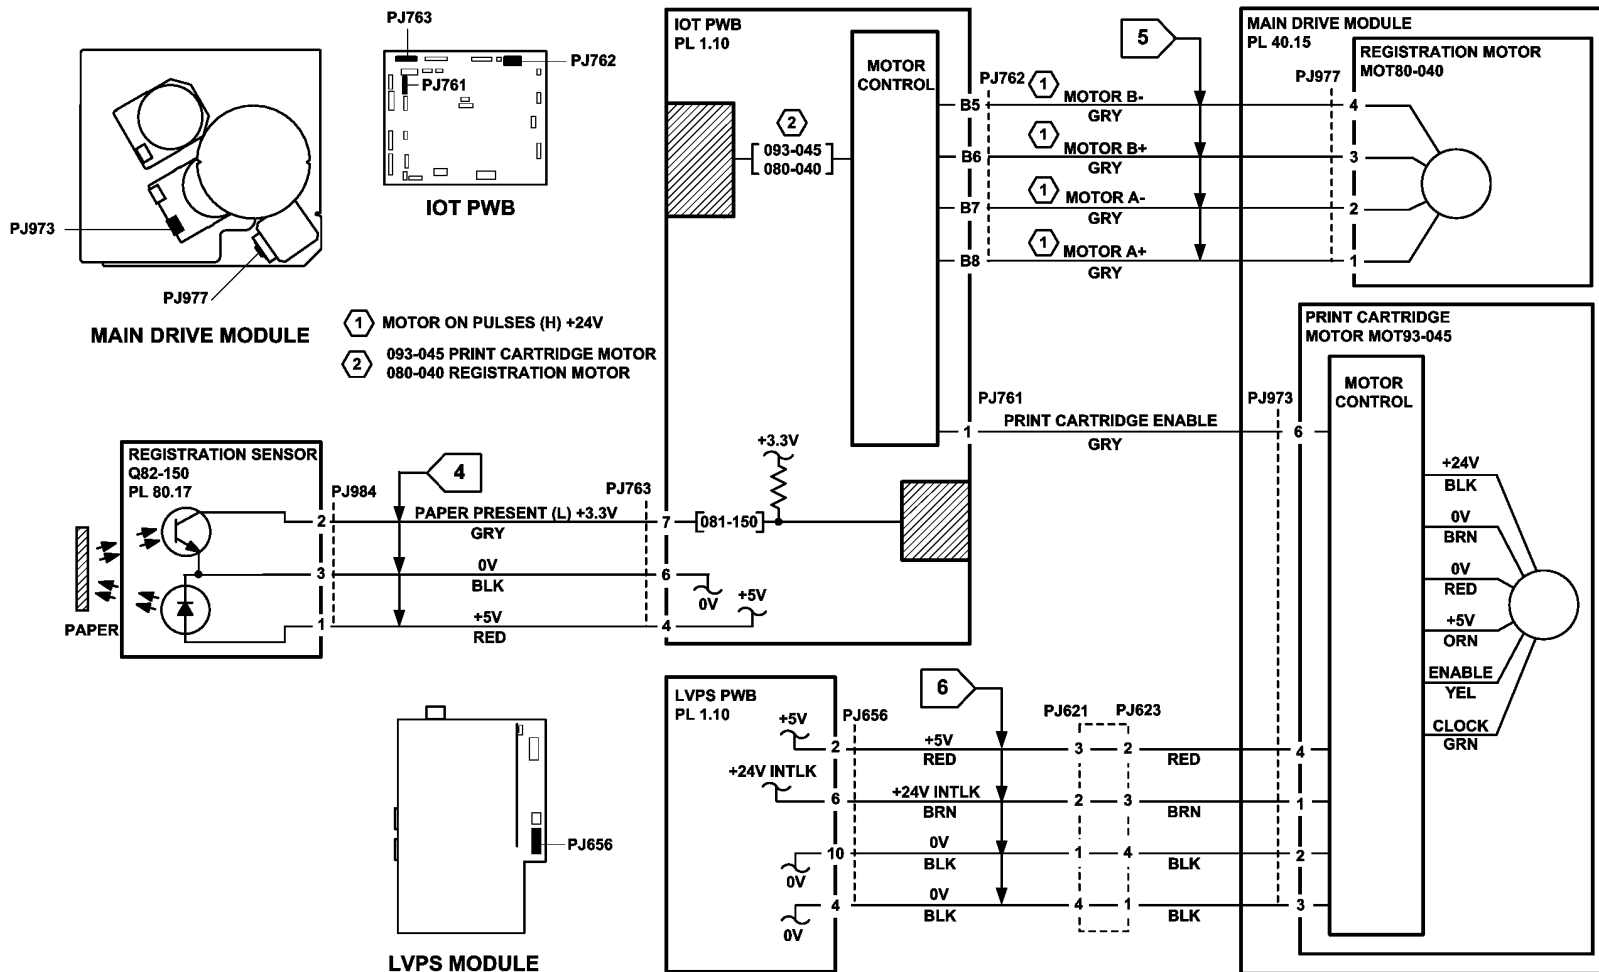 PJ763
PJ762
PJ761
IOT PWB
PJ973
PJ977
MAIN DRIVE MODULE
1 MOTOR ON PULSES (H) +24V
2 093-045 PRINT CARTRIDGE MOTOR
080-040 REGISTRATION MOTOR
IOT PWB
PL 1.10
MOTOR
CONTROL
2
093-045
080-040
5
PJ762
PJ977
B5
1 MOTOR B-
GRY
4
B6
1 MOTOR B+
GRY
3
B7
1 MOTOR A-
GRY
2
B8
1 MOTOR A+
GRY
1
MAIN DRIVE MODULE
PL 40.15
REGISTRATION MOTOR
MOT80-040
PRINT CARTRIDGE
MOTOR MOT93-045
MOTOR
CONTROL
PJ761
PJ973
1
PRINT CARTRIDGE ENABLE
GRY
6
+24V
BLK
0V
BRN
0V
RED
+5V
ORN
ENABLE
YEL
CLOCK
GRN
REGISTRATION SENSOR
Q82-150
PL 80.17
PJ984
4
PJ763
2
PAPER PRESENT (L) +3.3V
GRY
7
081-150
+3.3V
3
0V
BLK
6
0V
1
+5V
RED
4
+5V
PAPER
LVPS PWB
PL 1.10
6
PJ656
PJ621
PJ623
+5V
2
+5V
RED
3
2
RED
4
+24V INTLK
6
+24V INTLK
BRN
2
3
BRN
1
0V
10
0V
BLK
1
4
BLK
2
0V
4
0V
BLK
4
1
BLK
3
PJ656
LVPS MODULE